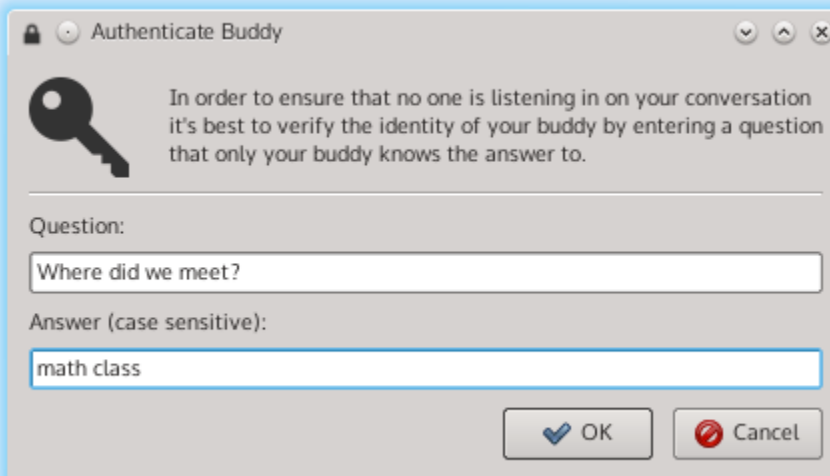 Authenticate Buddy
In order to ensure that no one is listening in on your conversation
it's best to verify the identity of your buddy by entering a question
that only your buddy knows the answer to.
Question:
Where did we meet?
Answer (case sensitive):
math class
OK
Cancel